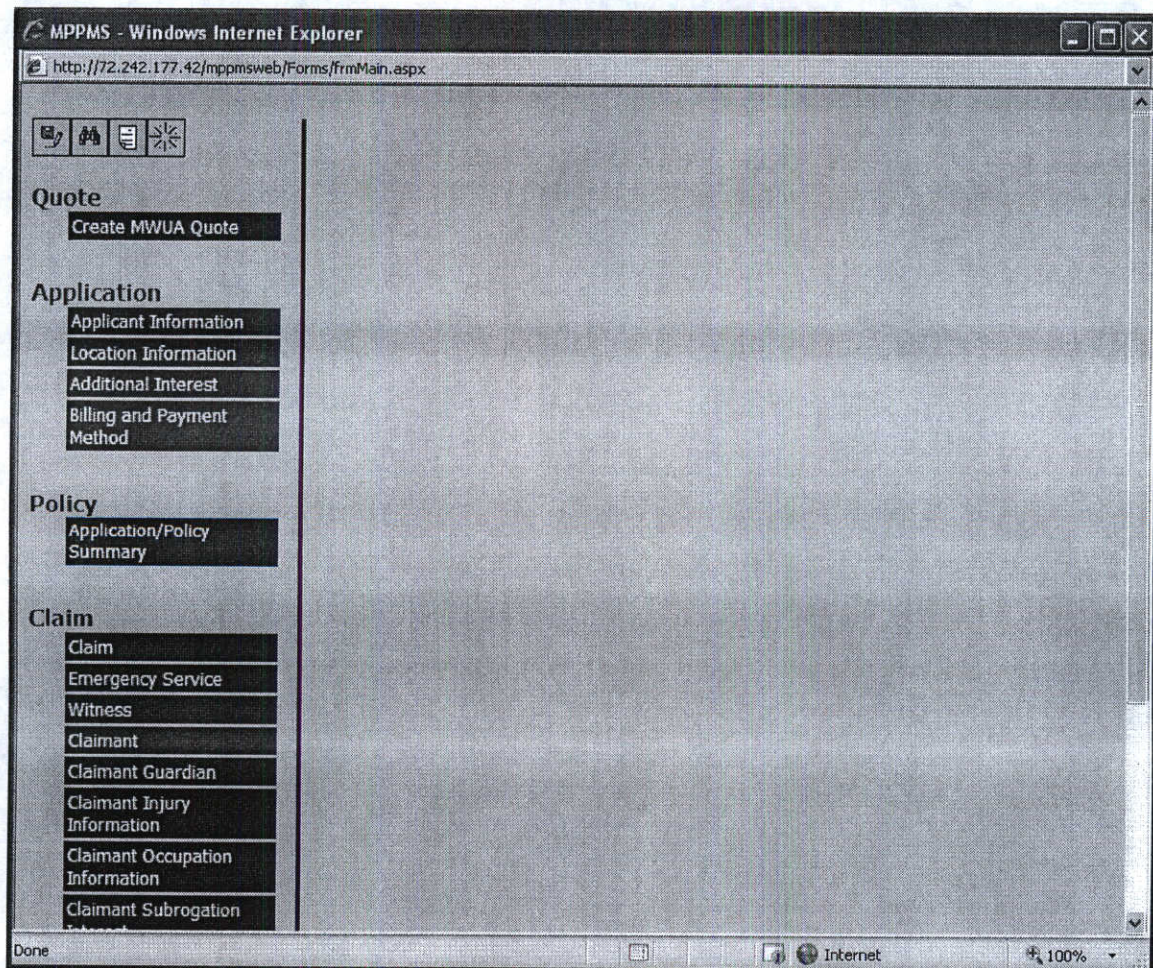 MPPMS - Windows Internet Explorer
http://72.242.177.42/mppmsweb/Forms/frmMain.aspx
Quote
Create MWUA Quote
Application
Applicant Information
Location Information
Additional Interest
Billing and Payment
Method
Policy
Application/Policy
Summary
Claim
Claim
Emergency Service
Witness
Claimant
Claimant Guardian
Claimant Injury
Information
Claimant Occupation
Information
Claimant Subrogation
Interest
Done
Internet
100%